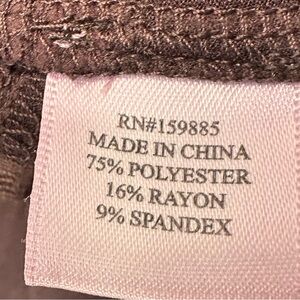 RN#159885
MADE IN CHINA
75% POLYESTER
16% RAYON
9% SPANDEX